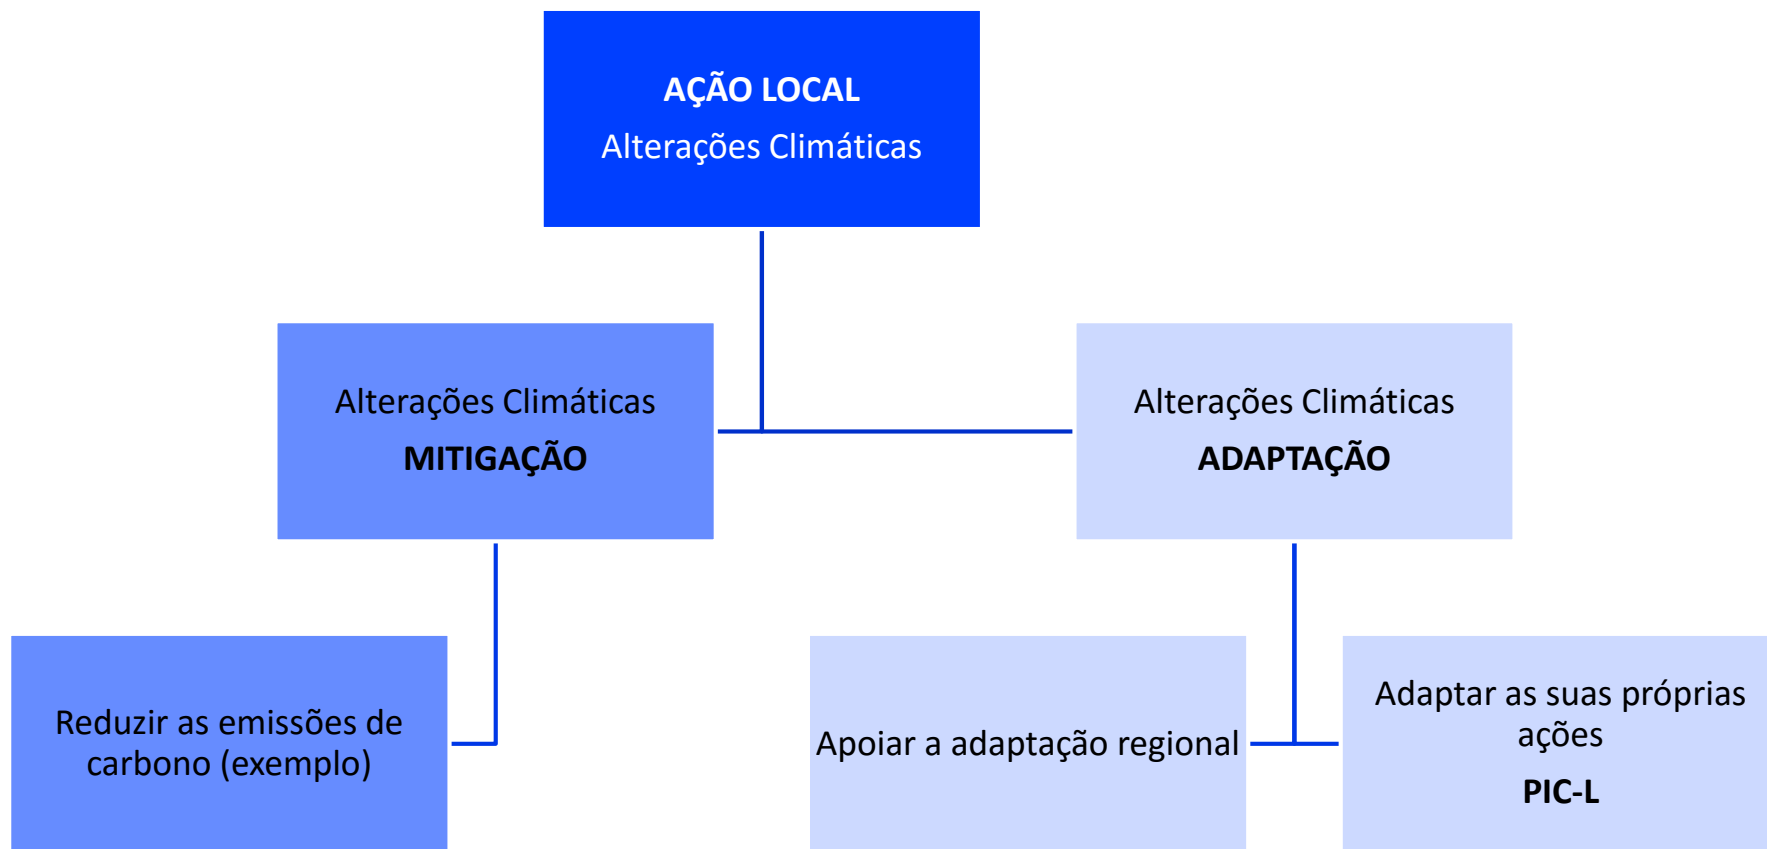 AÇÃO LOCAL
Alterações Climáticas
Alterações Climáticas
MITIGAÇÃO
Alterações Climáticas
ADAPTAÇÃO
Reduzir as emissões de
carbono (exemplo)
Apoiar a adaptação regional
Adaptar as suas próprias
ações
PIC-L